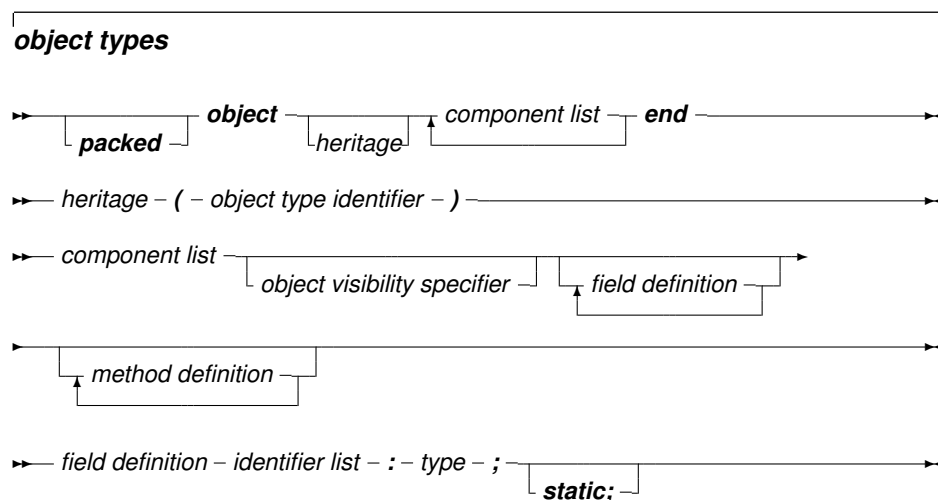 object types
object component list end
packed heritage
heritage ( object type identifier )
component list
object visibility specifier field definition
method definition
field definition identifier list : type ;
static;